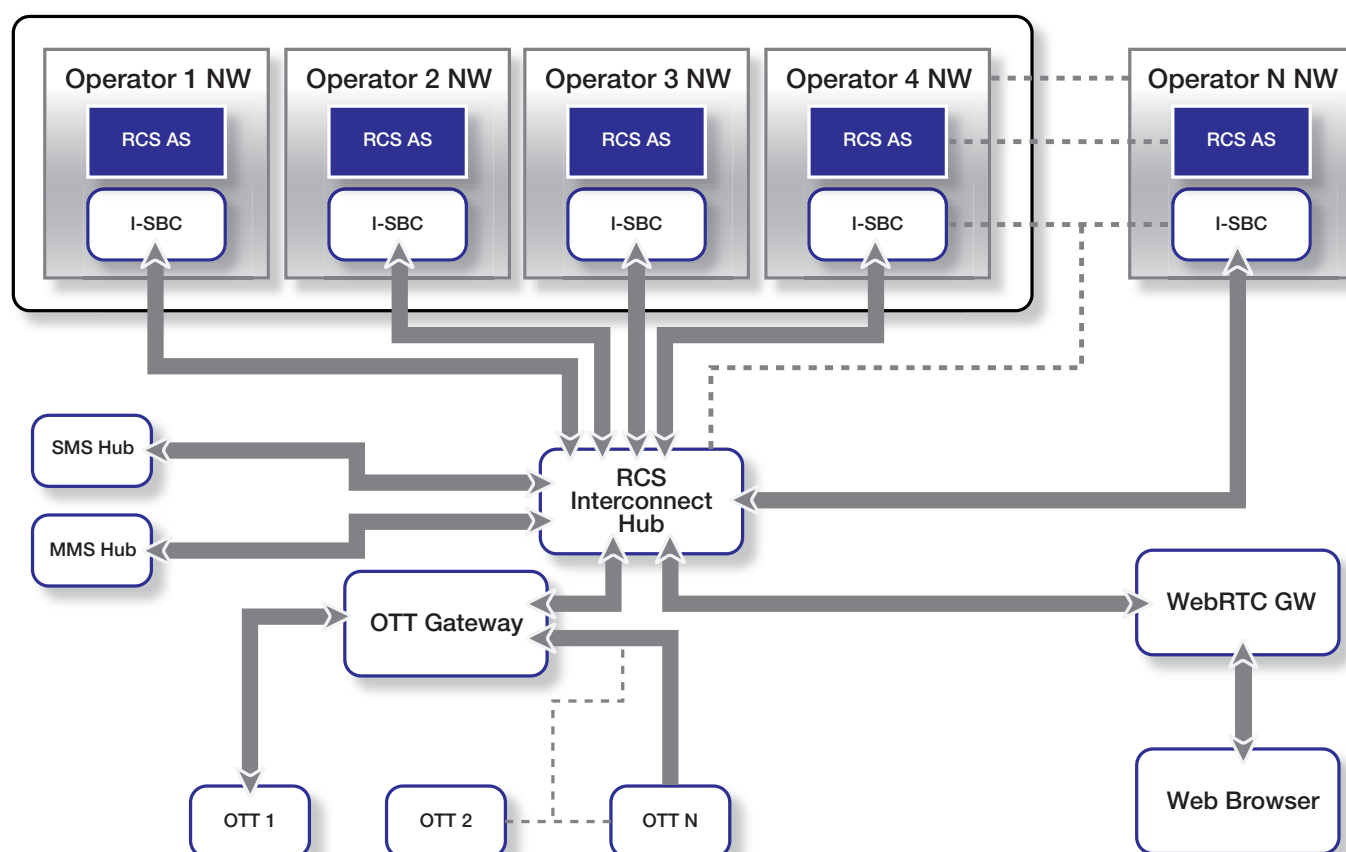 Operator 1 NW
Operator 2 NW
Operator 3 NW
Operator 4 NW
Operator N NW
RCS AS
RCS AS
RCS AS
RCS AS
RCS AS
I-SBC
I-SBC
I-SBC
I-SBC
I-SBC
SMS Hub
MMS Hub
RCS
Interconnect
Hub
OTT Gateway
WebRTC GW
OTT 1
OTT 2
OTT N
Web Browser